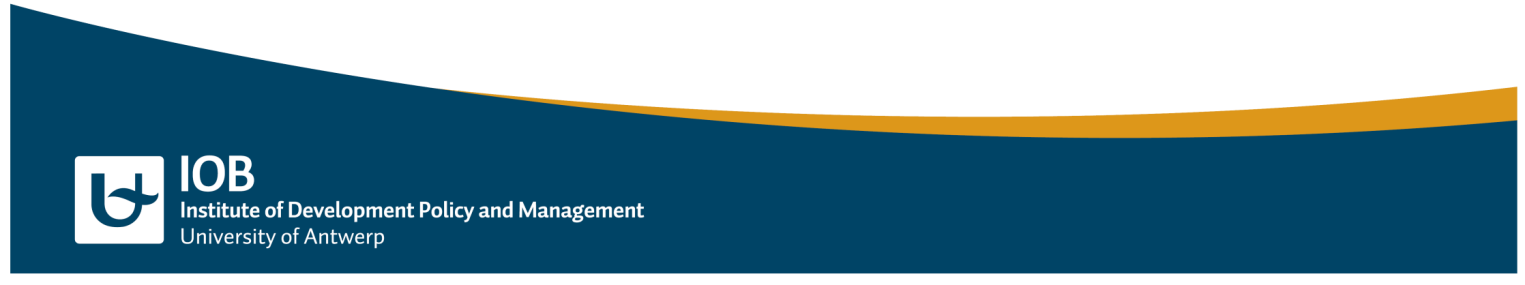 IOB
Institute of Development Policy and Management
University of Antwerp